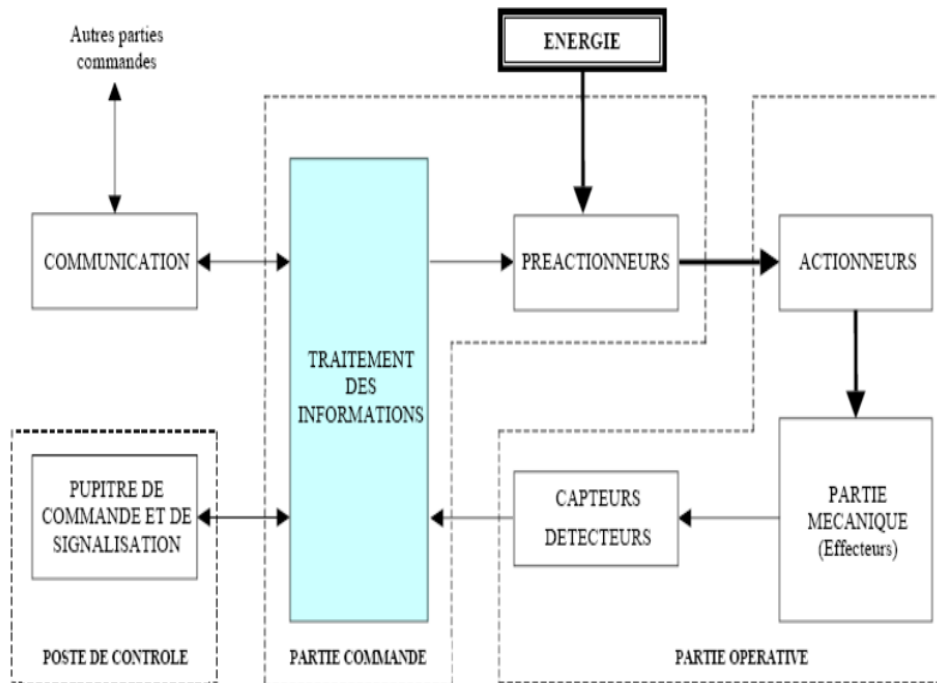 Autres parties
commandes
ENERGIE
COMMUNICATION
PREACTIONNEURS
ACTIONNEURS
TRAITEMENT
DES
INFORMATIONS
PUPITRE DE
COMMANDE ET DE
SIGNALISATION
CAPTEURS
DETECTEURS
PARTIE
MECANIQUE
(Effecteurs)
POSTE DE CONTROLE
PARTIE COMMANDE
PARTIE OPERATIVE